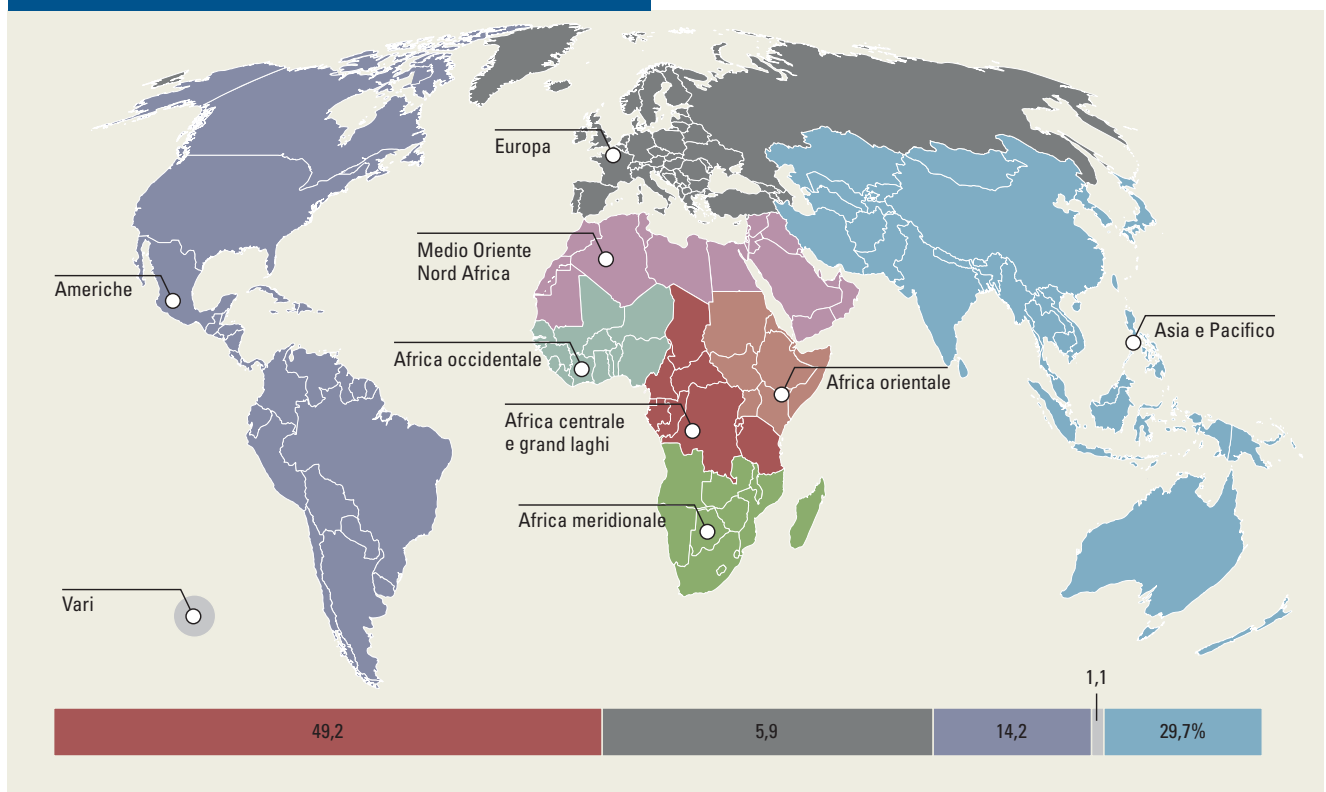 Europa
Medio Oriente
Nord Africa
Americhe
Asia e Pacifico
Africa occidentale
Africa orientale
Africa centrale
e grand laghi
Africa meridionale
Vari
1,1
49,2
5,9
14,2
29,7%